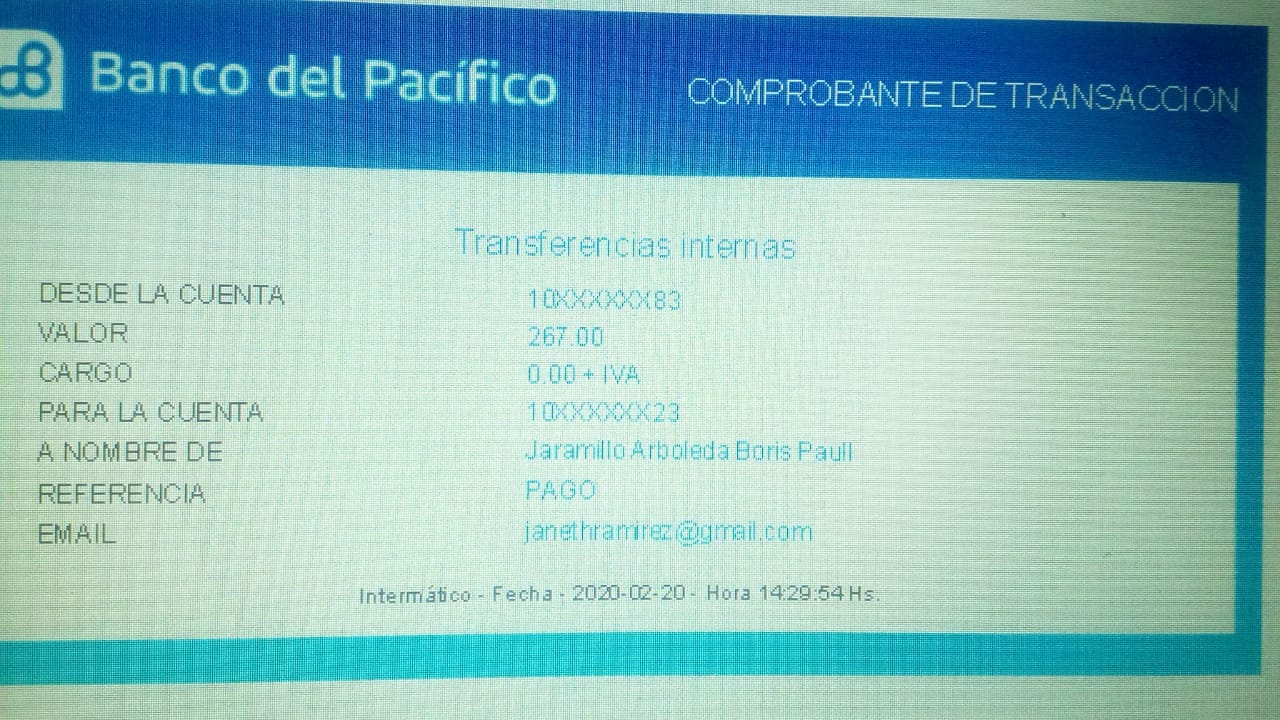 Banco del Pacífico
COMPROBANTE DE TRANSACCION
Transferencias internas
DESDE LA CUENTA 10XXXXXX83
VALOR 267.00
CARGO 0.00 + IVA
PARA LA CUENTA 10XXXXXX23
A NOMBRE DE Jaramillo Arboleda Boris Paull
REFERENCIA PAGO
EMAIL janethramirez@gmail.com
Intermático - Fecha - 2020-02-20 - Hora 14:29:54 Hs.